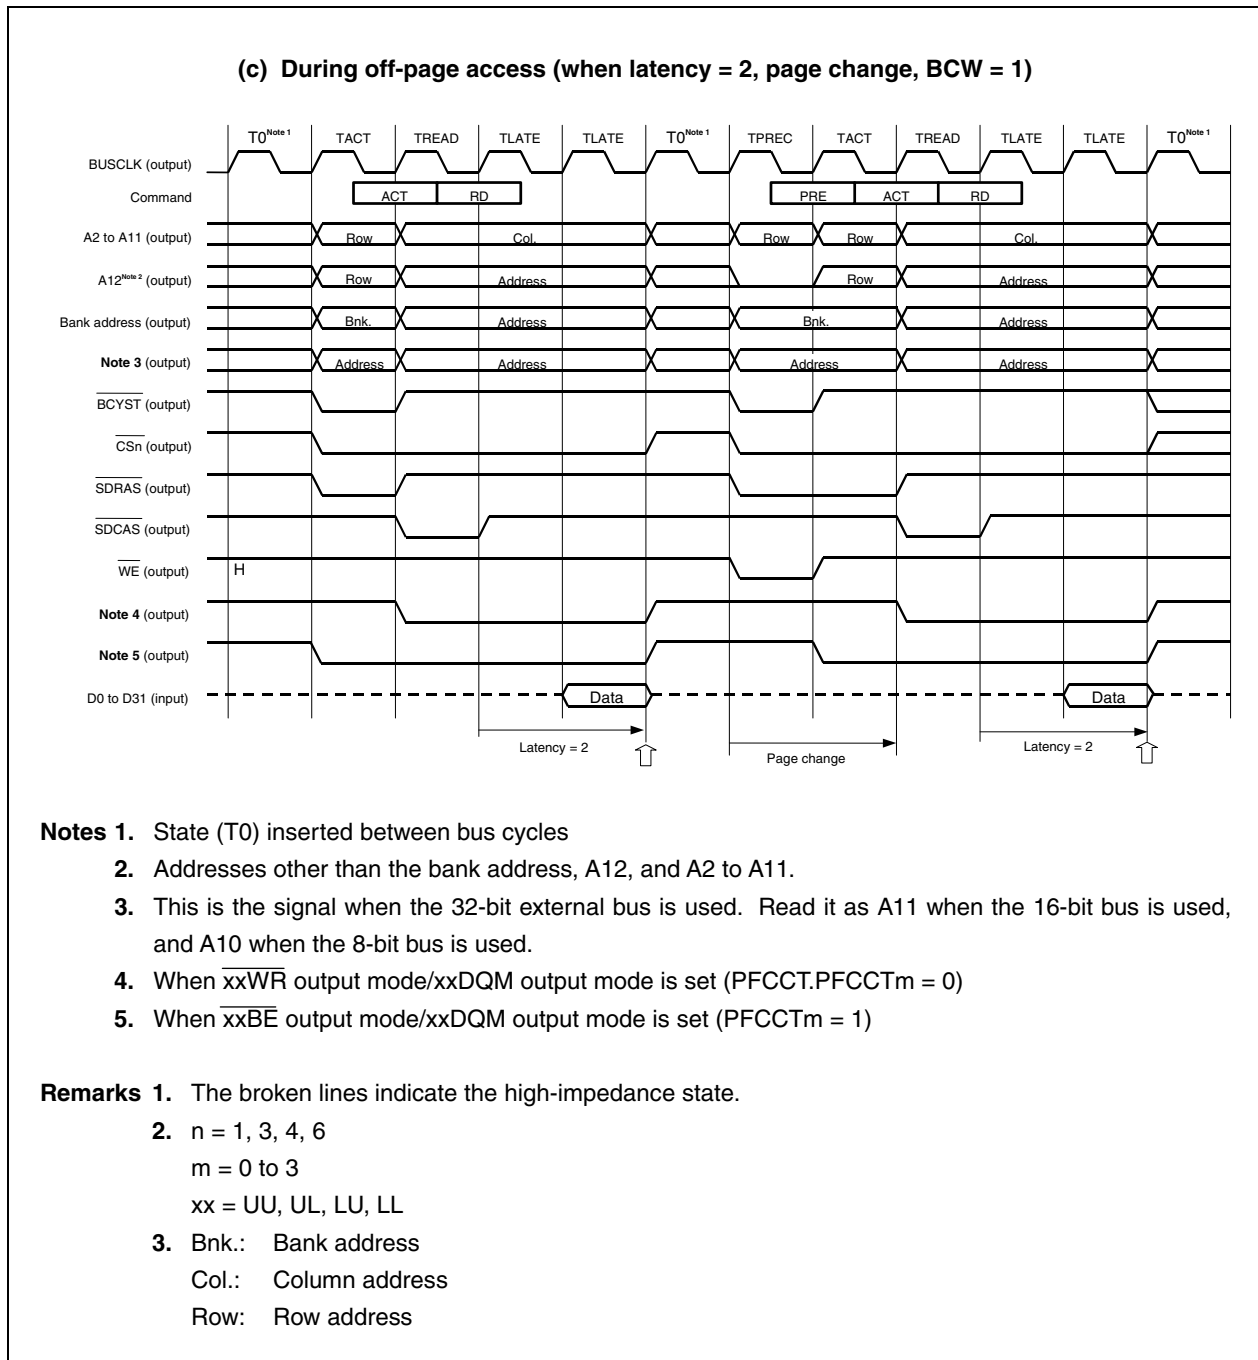 (c) During off-page access (when latency = 2, page change, BCW = 1)
T0Note 1 TACT TREAD TLATE TLATE T0Note 1 TPREC TACT TREAD TLATE TLATE T0Note 1
BUSCLK (output)
Command ACT RD PRE ACT RD
A2 to A11 (output) Row Col. Row Row Col.
A12Note 2 (output) Row Address Row Address
Bank address (output) Bnk. Address Bnk. Address
Note 3 (output) Address Address Address Address
BCYST (output)
CSn (output)
SDRAS (output)
SDCAS (output)
WE (output) H
Note 4 (output)
Note 5 (output)
D0 to D31 (input) Data Data
Latency = 2 Page change Latency = 2
Notes 1. State (T0) inserted between bus cycles
2. Addresses other than the bank address, A12, and A2 to A11.
3. This is the signal when the 32-bit external bus is used. Read it as A11 when the 16-bit bus is used,
and A10 when the 8-bit bus is used.
4. When xxWR output mode/xxDQM output mode is set (PFCCT.PFCCTm = 0)
5. When xxBE output mode/xxDQM output mode is set (PFCCTm = 1)
Remarks 1. The broken lines indicate the high-impedance state.
2. n = 1, 3, 4, 6
m = 0 to 3
xx = UU, UL, LU, LL
3. Bnk.: Bank address
Col.: Column address
Row: Row address